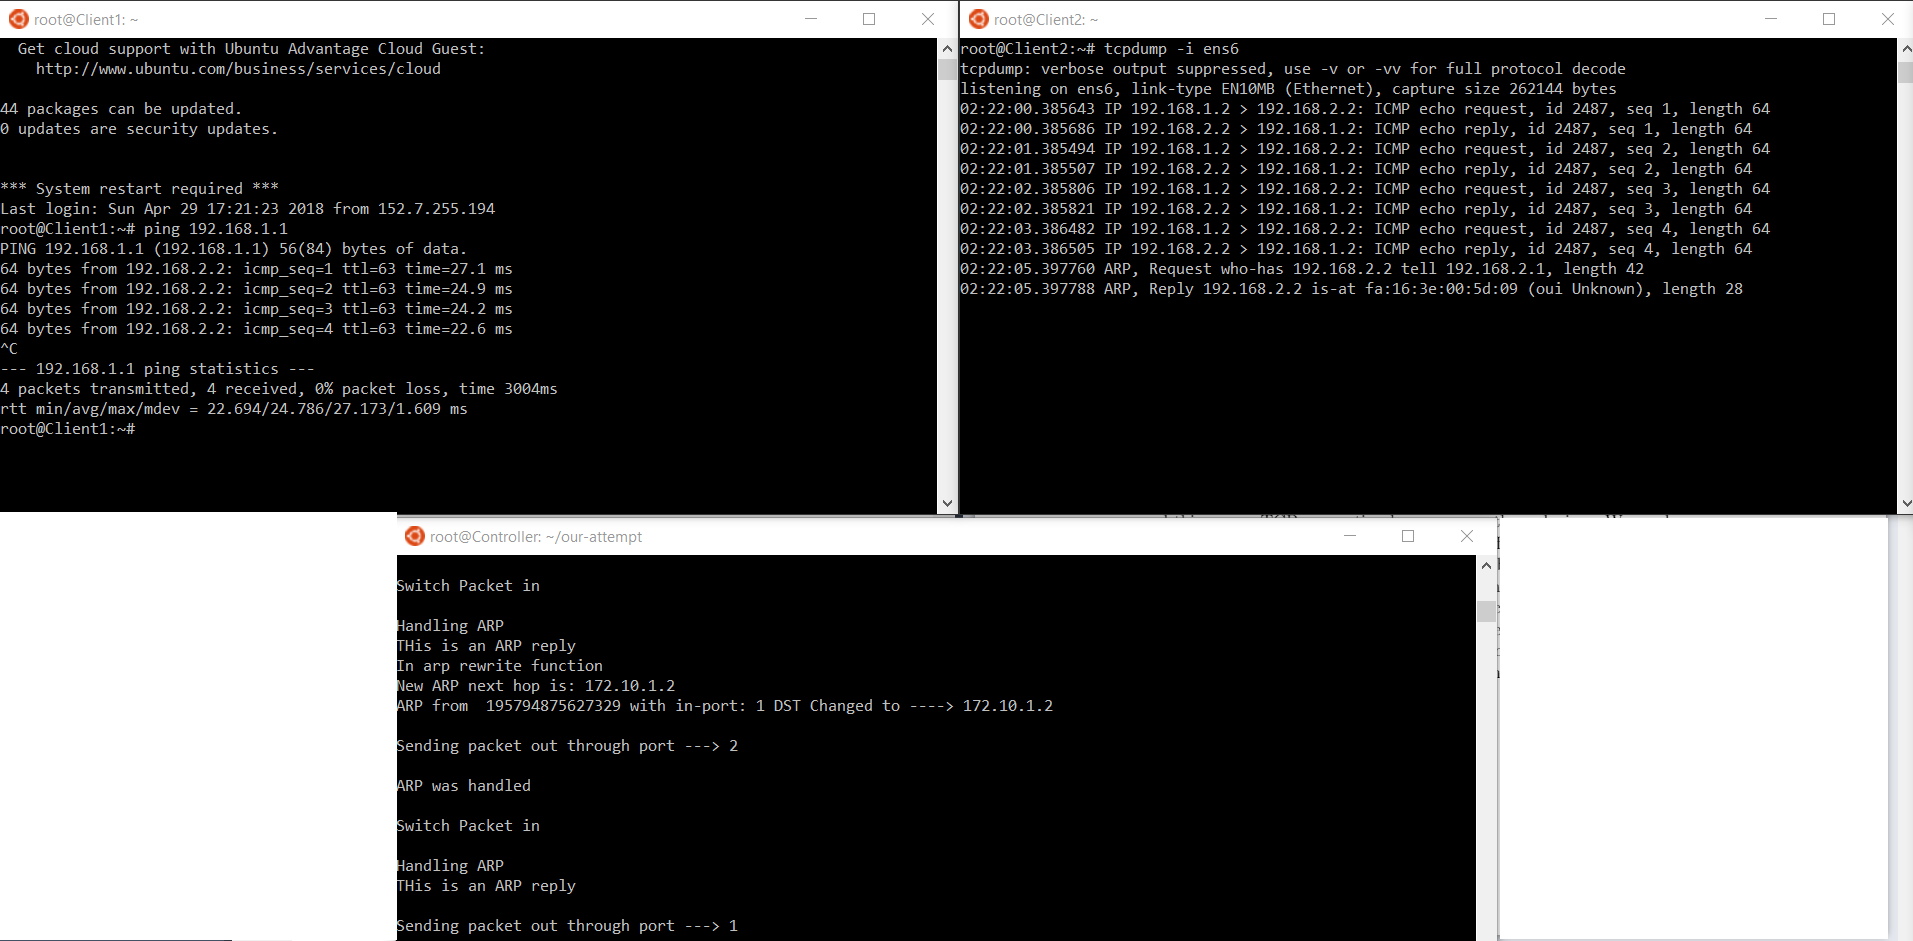 root@Client1: ~
Get cloud support with Ubuntu Advantage Cloud Guest:
http://www.ubuntu.com/business/services/cloud
44 packages can be updated.
0 updates are security updates.
*** System restart required ***
Last login: Sun Apr 29 17:21:23 2018 from 152.7.255.194
root@Client1:~# ping 192.168.1.1
PING 192.168.1.1 (192.168.1.1) 56(84) bytes of data.
64 bytes from 192.168.2.2: icmp_seq=1 ttl=63 time=27.1 ms
64 bytes from 192.168.2.2: icmp_seq=2 ttl=63 time=24.9 ms
64 bytes from 192.168.2.2: icmp_seq=3 ttl=63 time=24.2 ms
64 bytes from 192.168.2.2: icmp_seq=4 ttl=63 time=22.6 ms
^C
--- 192.168.1.1 ping statistics ---
4 packets transmitted, 4 received, 0% packet loss, time 3004ms
rtt min/avg/max/mdev = 22.694/24.786/27.173/1.609 ms
root@Client1:~#
root@Client2: ~
root@Client2:~# tcpdump -i ens6
tcpdump: verbose output suppressed, use -v or -vv for full protocol decode
listening on ens6, link-type EN10MB (Ethernet), capture size 262144 bytes
02:22:00.385643 IP 192.168.1.2 > 192.168.2.2: ICMP echo request, id 2487, seq 1, length 64
02:22:00.385686 IP 192.168.2.2 > 192.168.1.2: ICMP echo reply, id 2487, seq 1, length 64
02:22:01.385494 IP 192.168.1.2 > 192.168.2.2: ICMP echo request, id 2487, seq 2, length 64
02:22:01.385507 IP 192.168.2.2 > 192.168.1.2: ICMP echo reply, id 2487, seq 2, length 64
02:22:02.385806 IP 192.168.1.2 > 192.168.2.2: ICMP echo request, id 2487, seq 3, length 64
02:22:02.385821 IP 192.168.2.2 > 192.168.1.2: ICMP echo reply, id 2487, seq 3, length 64
02:22:03.386482 IP 192.168.1.2 > 192.168.2.2: ICMP echo request, id 2487, seq 4, length 64
02:22:03.386505 IP 192.168.2.2 > 192.168.1.2: ICMP echo reply, id 2487, seq 4, length 64
02:22:05.397760 ARP, Request who-has 192.168.2.2 tell 192.168.2.1, length 42
02:22:05.397788 ARP, Reply 192.168.2.2 is-at fa:16:3e:00:5d:09 (oui Unknown), length 28
root@Controller: ~/our-attempt
Switch Packet in
Handling ARP
THis is an ARP reply
In arp rewrite function
New ARP next hop is: 172.10.1.2
ARP from  195794875627329 with in-port: 1 DST Changed to ----> 172.10.1.2
Sending packet out through port ---> 2
ARP was handled
Switch Packet in
Handling ARP
THis is an ARP reply
Sending packet out through port ---> 1